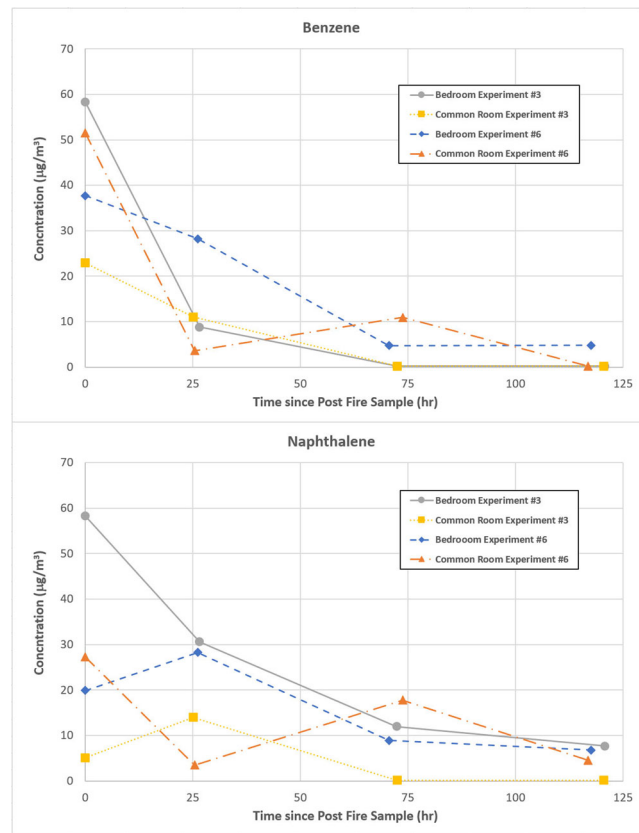 Benzene
70
60
50
40
30
20
10
0
Concntration (µg/m³)
Bedroom Experiment #3
Common Room Experiment #3
Bedroom Experiment #6
Common Room Experiment #6
0 25 50 75 100 125
Time since Post Fire Sample (hr)
Naphthalene
70
60
50
40
30
20
10
0
Concntration (µg/m³)
Bedroom Experiment #3
Common Room Experiment #3
Bedrooom Experiment #6
Common Room Experiment #6
0 25 50 75 100 125
Time since Post Fire Sample (hr)